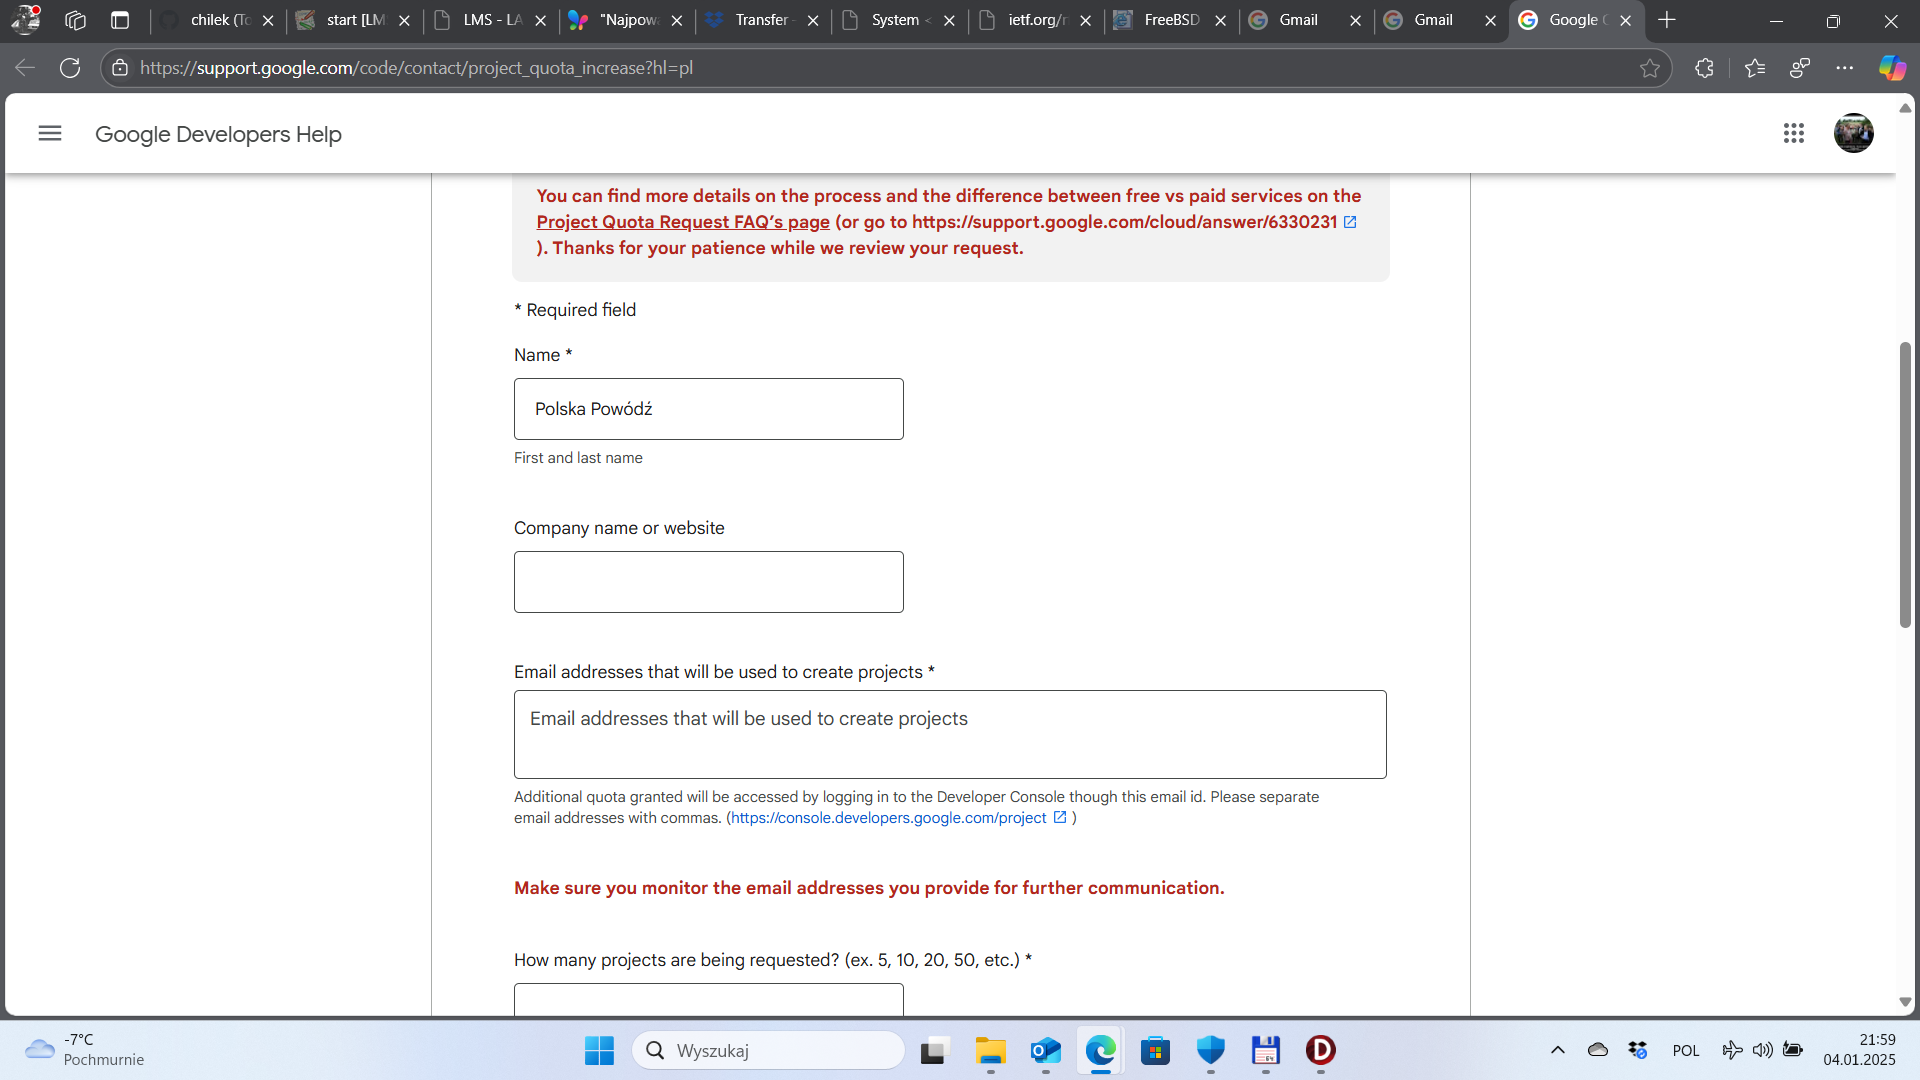 chilek (To
start [LM
LMS - LA
"Najpowa
Transfer -
System <
ietf.org/r
FreeBSD
Gmail
Gmail
Google C
https://support.google.com/code/contact/project_quota_increase?hl=pl
Google Developers Help
You can find more details on the process and the difference between free vs paid services on the
Project Quota Request FAQ's page (or go to https://support.google.com/cloud/answer/6330231
). Thanks for your patience while we review your request.
* Required field
Name *
Polska Powódź
First and last name
Company name or website
Email addresses that will be used to create projects *
Email addresses that will be used to create projects
Additional quota granted will be accessed by logging in to the Developer Console though this email id. Please separate
email addresses with commas. (https://console.developers.google.com/project )
Make sure you monitor the email addresses you provide for further communication.
How many projects are being requested? (ex. 5, 10, 20, 50, etc.) *
-7°C
Pochmurnie
Wyszukaj
POL
21:59
04.01.2025